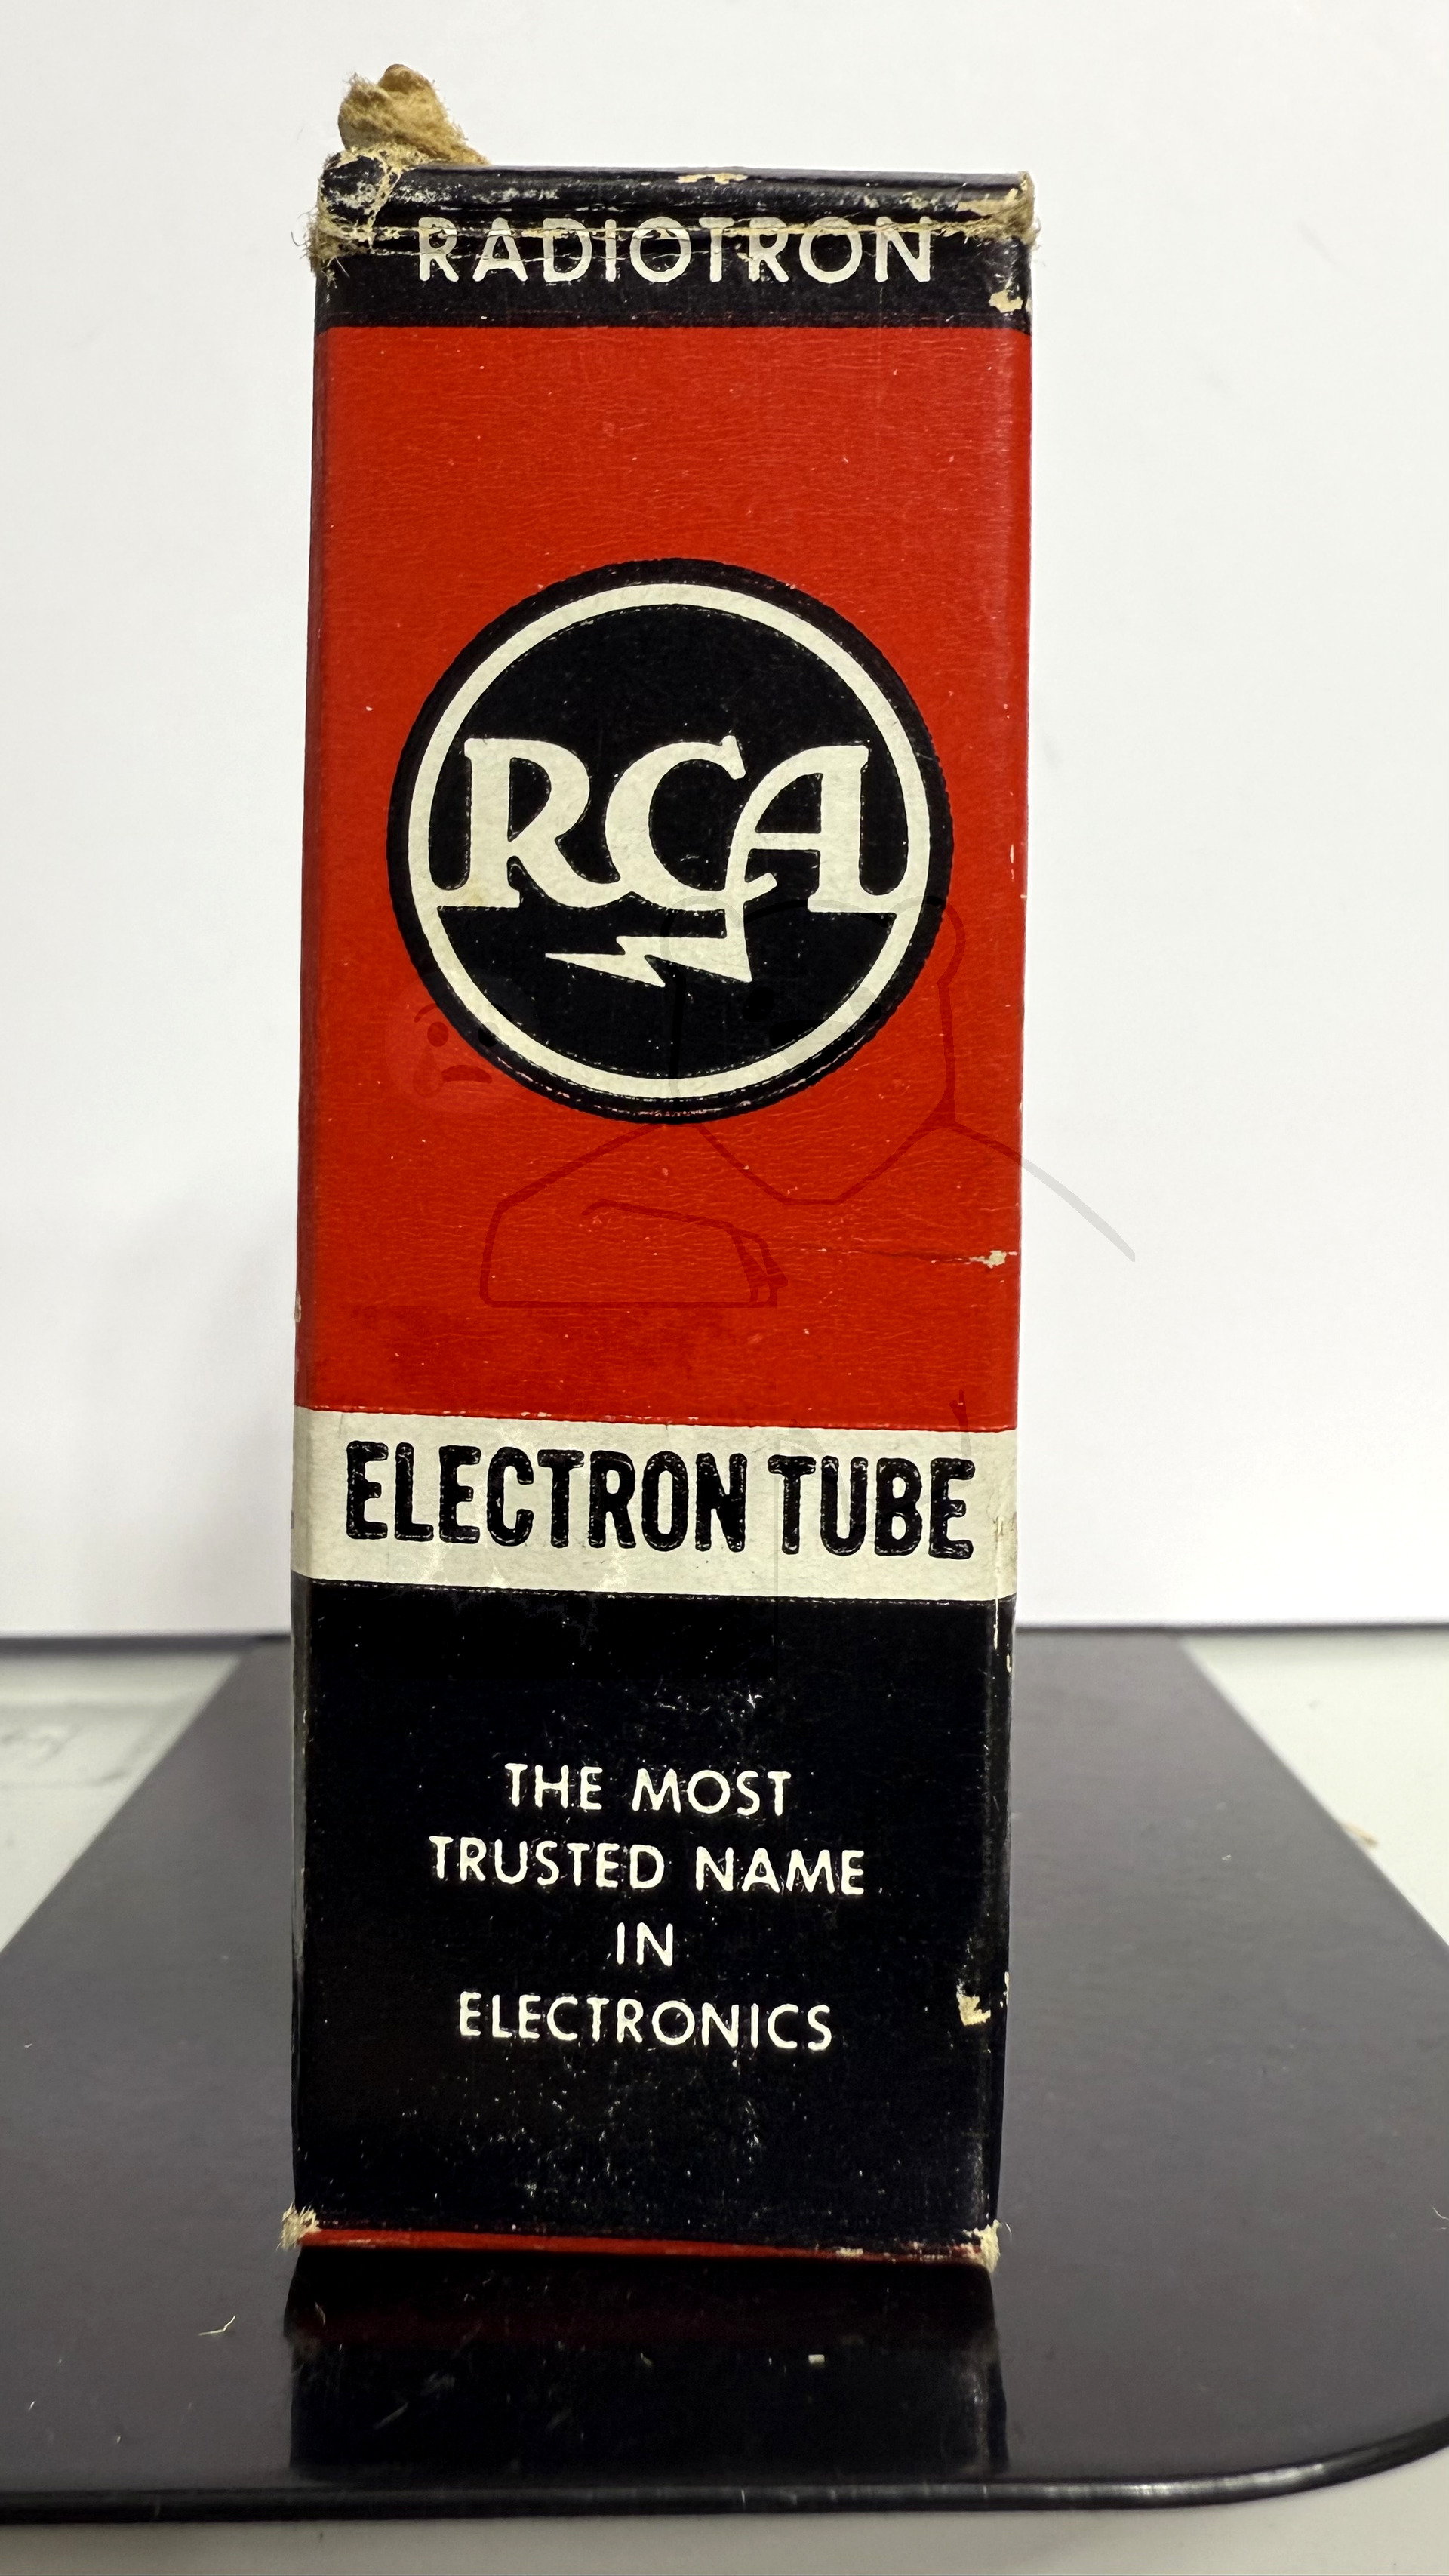 RADIOTRON
RCA
ELECTRON TUBE
THE MOST
TRUSTED NAME
IN
ELECTRONICS